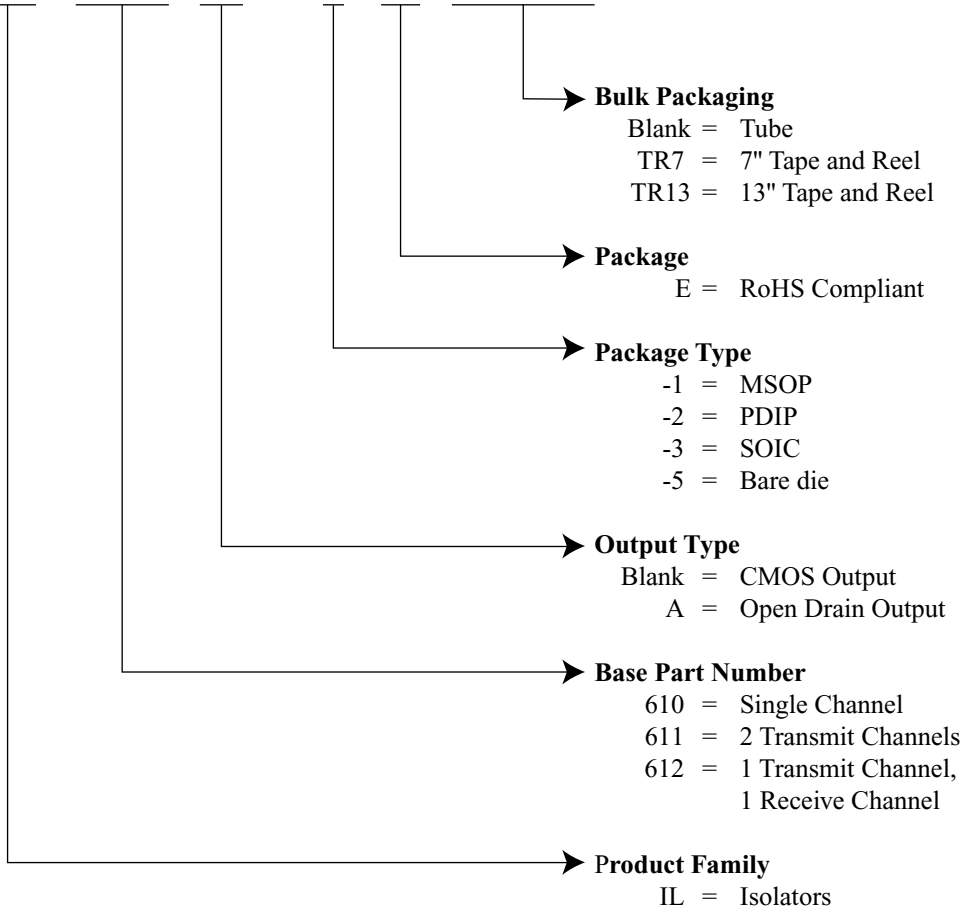 Bulk Packaging
Blank = Tube
TR7 = 7" Tape and Reel
TR13 = 13" Tape and Reel
Package
E = RoHS Compliant
Package Type
-1 = MSOP
-2 = PDIP
-3 = SOIC
-5 = Bare die
Output Type
Blank = CMOS Output
A = Open Drain Output
Base Part Number
610 = Single Channel
611 = 2 Transmit Channels
612 = 1 Transmit Channel,
1 Receive Channel
Product Family
IL = Isolators